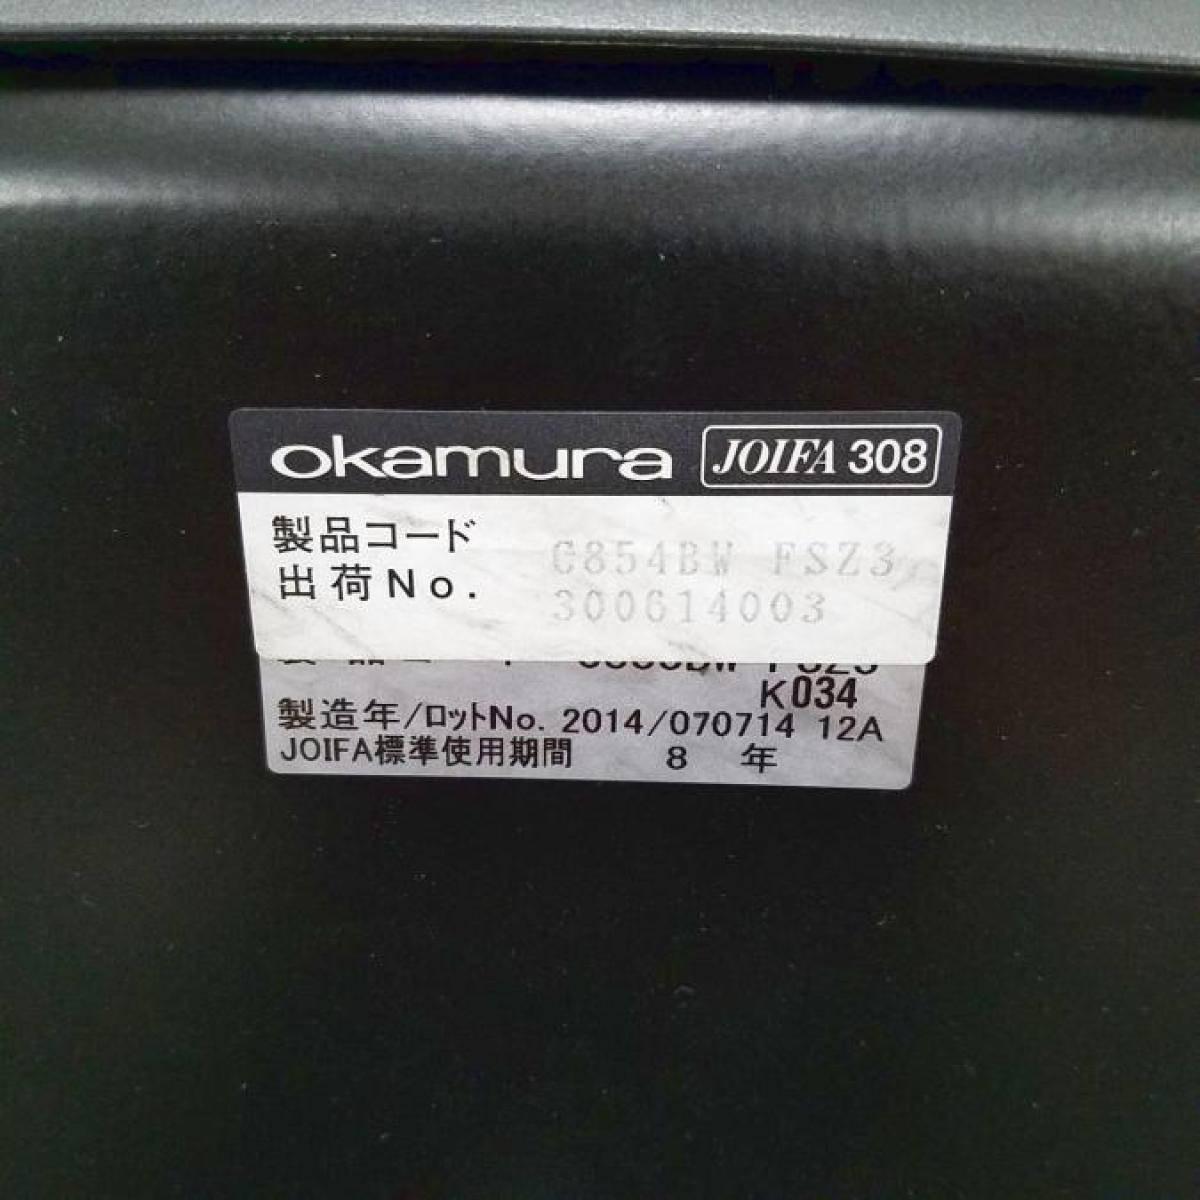 okamura JOIFA 308
製品コード C854BW FSZ3
出荷No. 300614003
K034
製造年/ロットNo. 2014/070714 12A
JOIFA標準使用期間 8 年